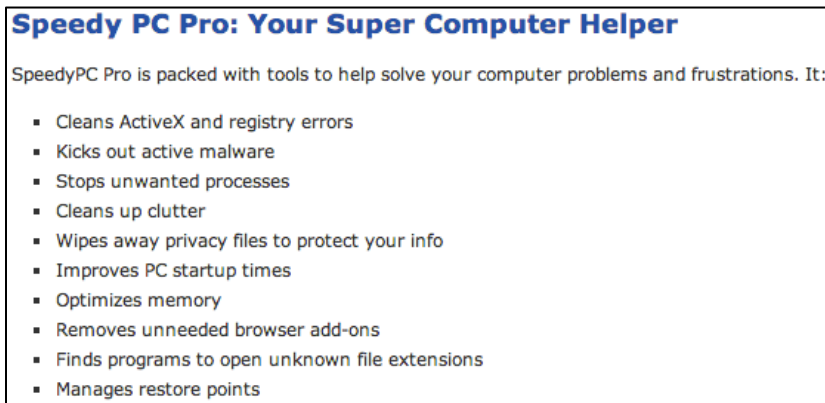 Speedy PC Pro: Your Super Computer Helper
SpeedyPC Pro is packed with tools to help solve your computer problems and frustrations. It:
▪ Cleans ActiveX and registry errors
▪ Kicks out active malware
▪ Stops unwanted processes
▪ Cleans up clutter
▪ Wipes away privacy files to protect your info
▪ Improves PC startup times
▪ Optimizes memory
▪ Removes unneeded browser add-ons
▪ Finds programs to open unknown file extensions
▪ Manages restore points